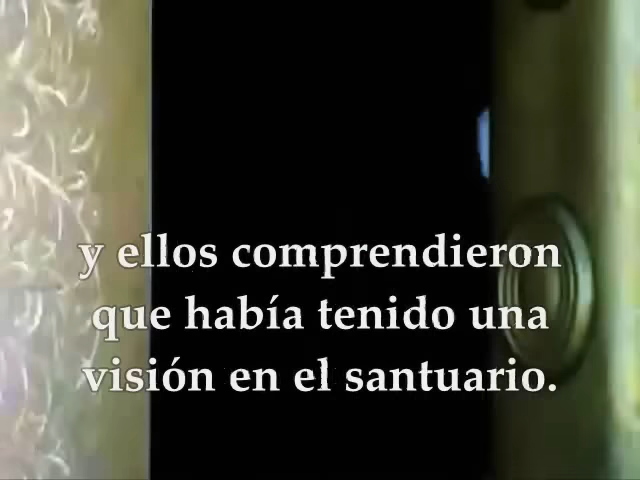 y ellos comprendieron
que había tenido una
visión en el santuario.